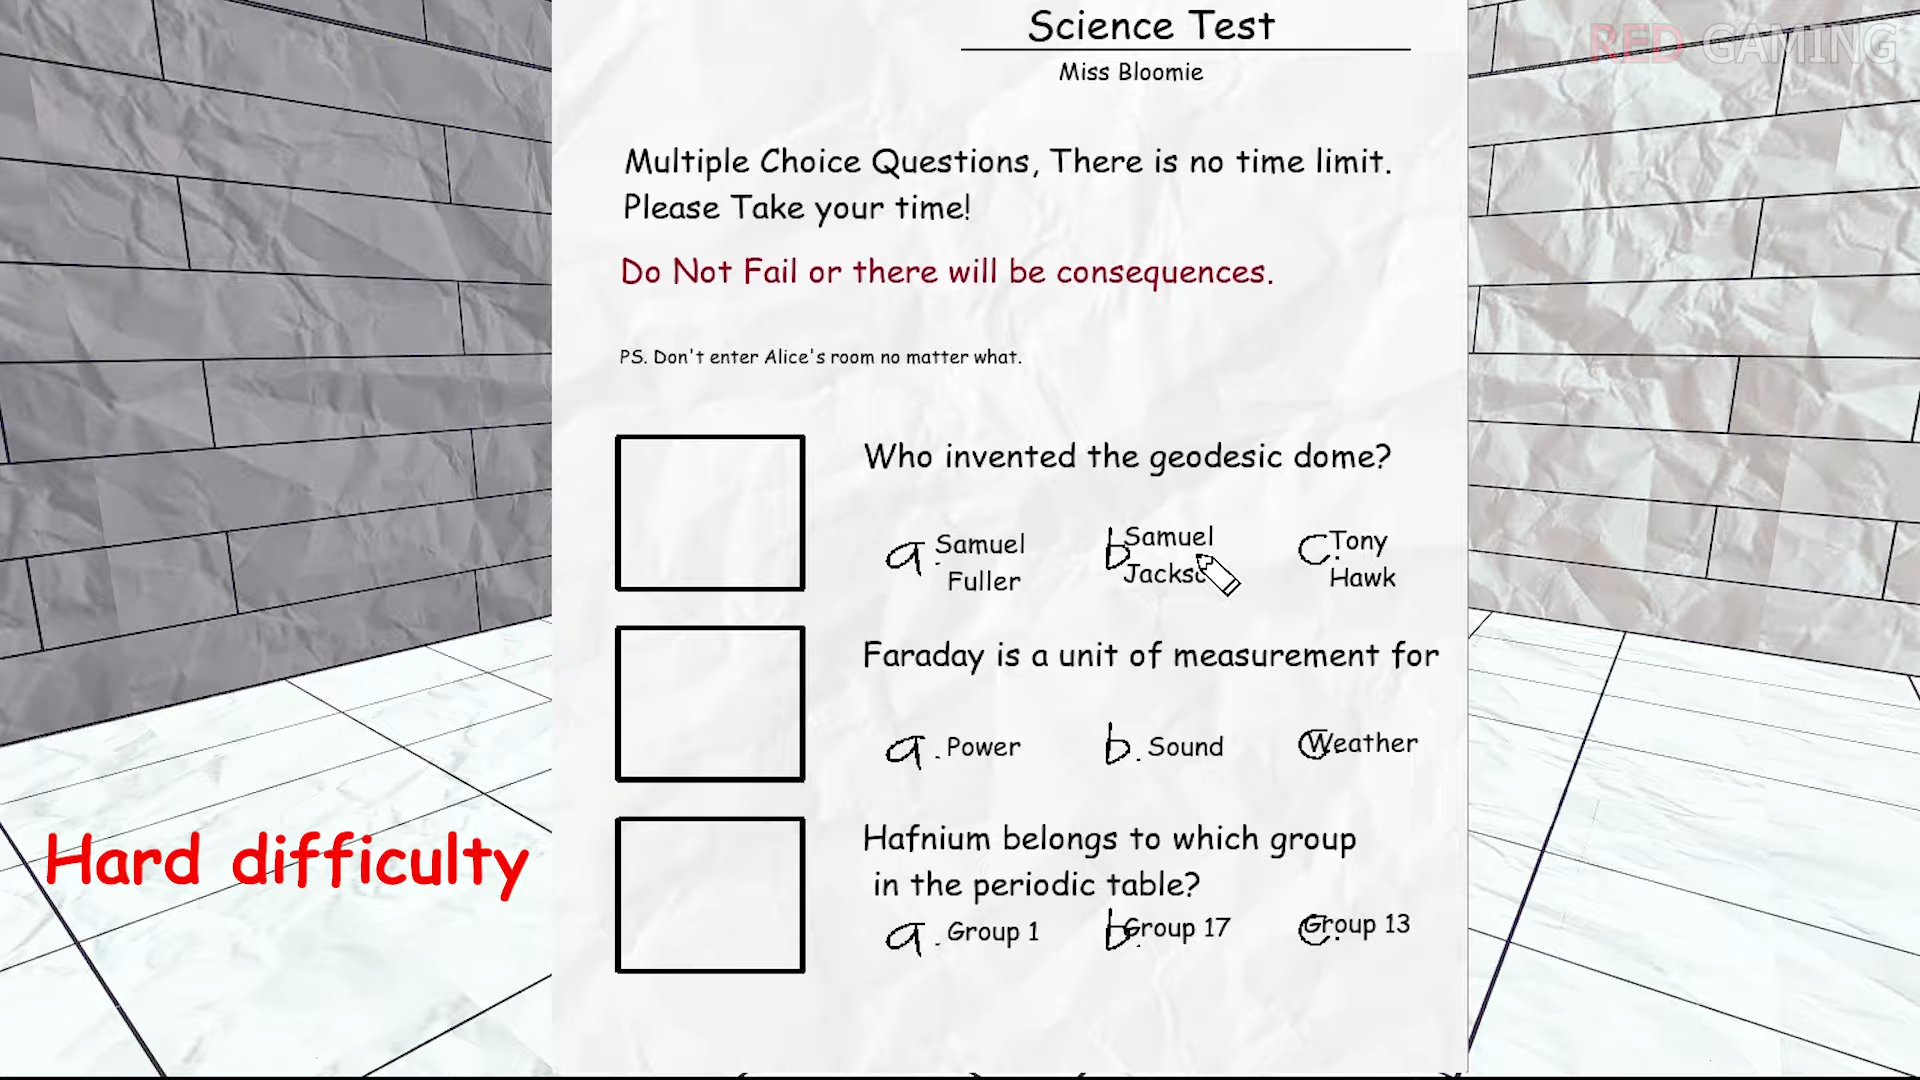 RED GAMING
Science Test
Miss Bloomie
Multiple Choice Questions, There is no time limit.
Please Take your time!
Do Not Fail or there will be consequences.
PS. Don't enter Alice's room no matter what.
Who invented the geodesic dome?
a. Samuel Fuller
b. Samuel
c. Tony Hawk
Faraday is a unit of measurement for
a. Power
b. Sound
c. Weather
Hafnium belongs to which group
in the periodic table?
a. Group 1
b. Group 17
c. Group 13
Hard difficulty